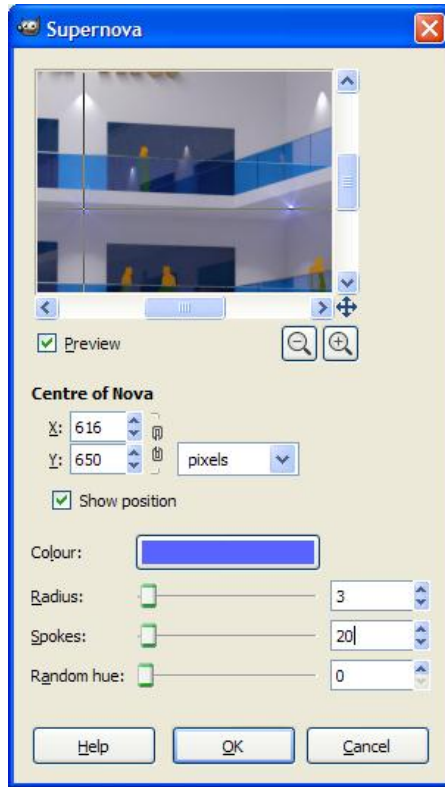 Supernova
Preview
Centre of Nova
X: 616
Y: 650 pixels
Show position
Colour:
Radius: 3
Spokes: 20
Random hue: 0
Help OK Cancel